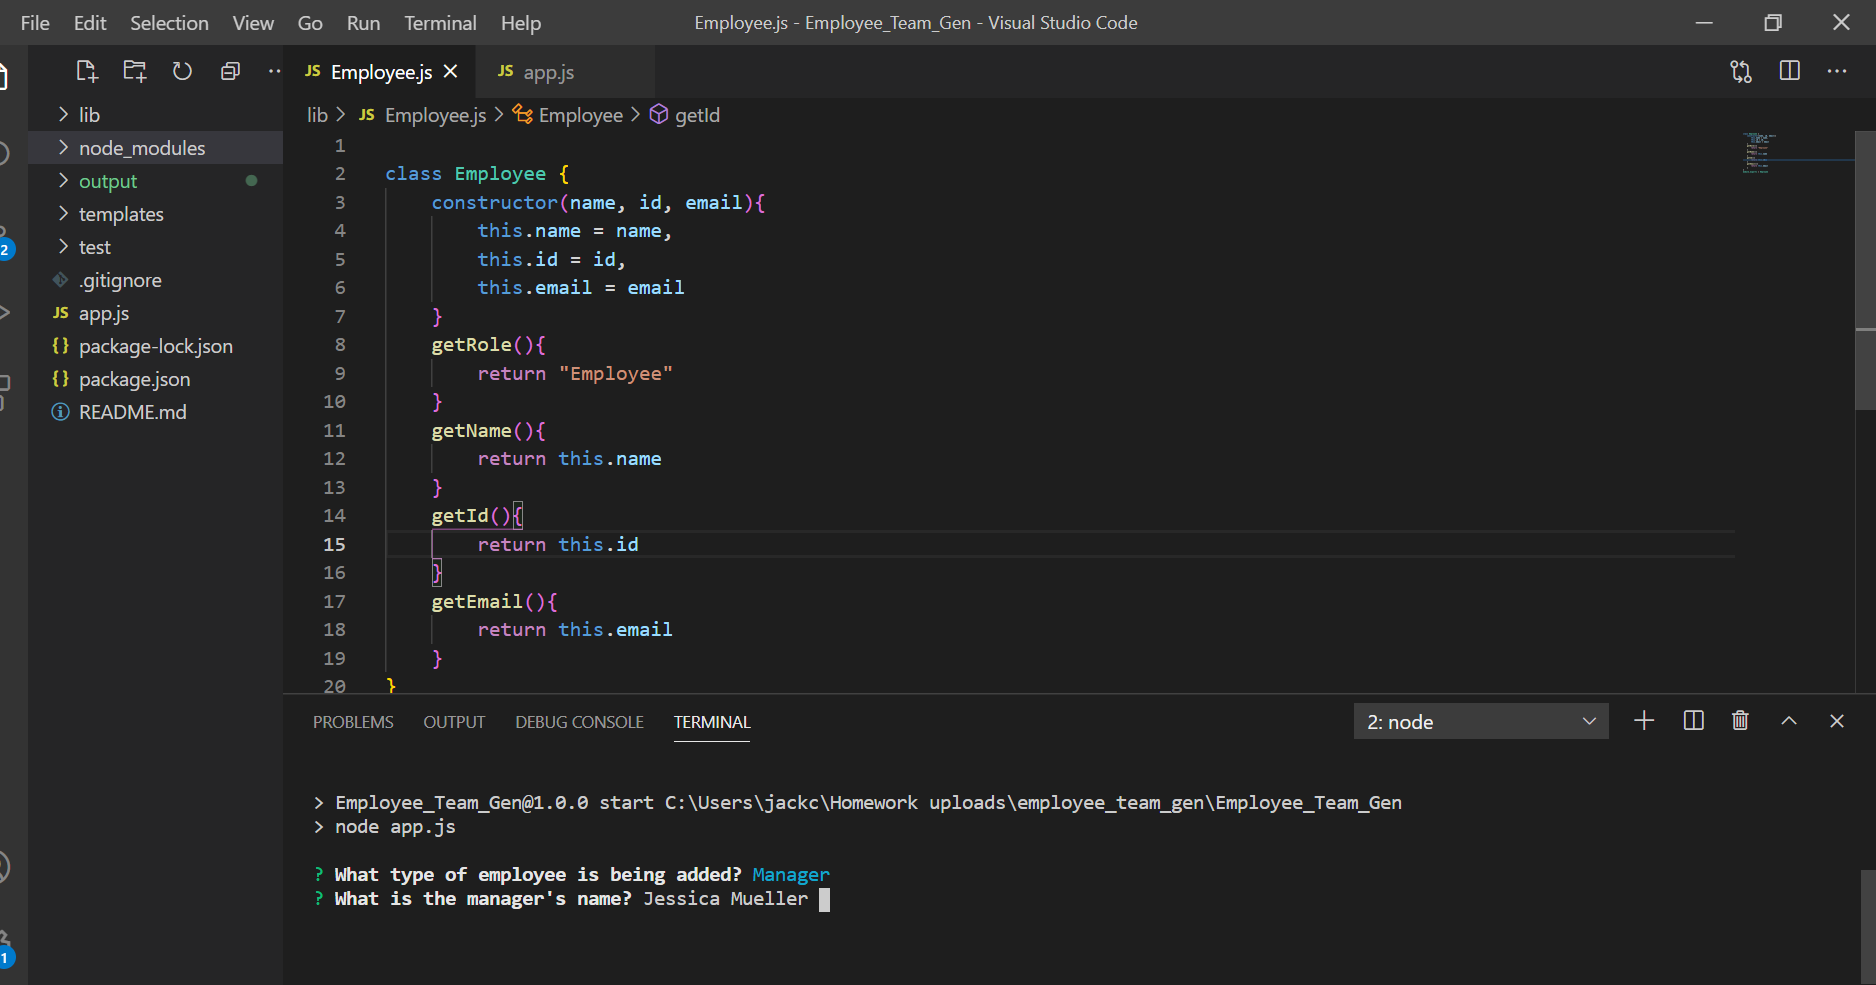 File Edit Selection View Go Run Terminal Help Employee.js - Employee_Team_Gen - Visual Studio Code
JS Employee.js JS app.js
lib > JS Employee.js > Employee > getId
> lib
> node_modules
> output
> templates
> test
.gitignore
JS app.js
{} package-lock.json
{} package.json
README.md
2
1
1
2 class Employee {
3 constructor(name, id, email){
4 this.name = name,
5 this.id = id,
6 this.email = email
7 }
8 getRole(){
9 return "Employee"
10 }
11 getName(){
12 return this.name
13 }
14 getId(){
15 return this.id
16 }
17 getEmail(){
18 return this.email
19 }
20 }
PROBLEMS OUTPUT DEBUG CONSOLE TERMINAL 2: node
> Employee_Team_Gen@1.0.0 start C:\Users\jackc\Homework uploads\employee_team_gen\Employee_Team_Gen
> node app.js
? What type of employee is being added? Manager
? What is the manager's name? Jessica Mueller